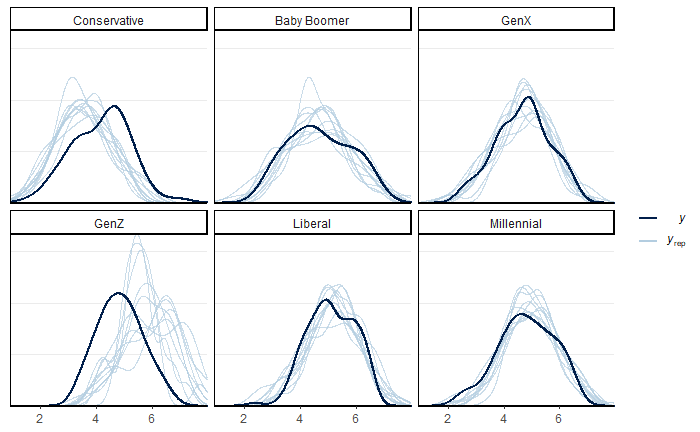 Conservative Baby Boomer GenX
y
y rep
GenZ Liberal Millennial
2 4 6 2 4 6 2 4 6